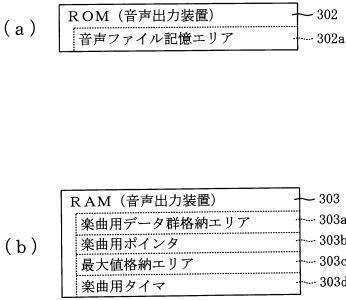 (a)
ROM（音声出力装置） 302
音声ファイル記憶エリア 302a
(b)
RAM（音声出力装置） 303
楽曲用データ群格納エリア 303a
楽曲用ポインタ 303b
最大値格納エリア 303c
楽曲用タイマ 303d